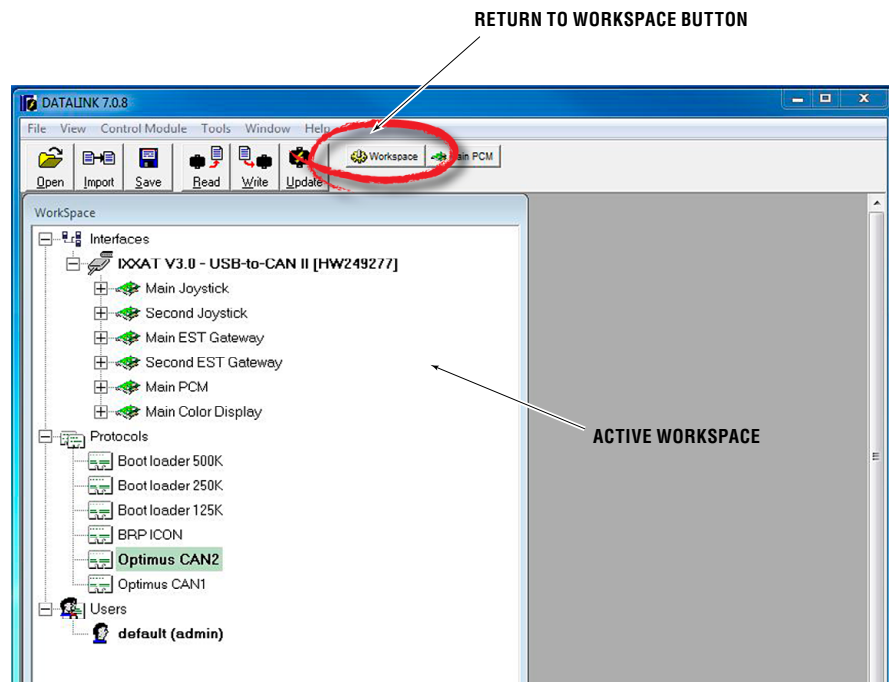 RETURN TO WORKSPACE BUTTON
DATALINK 7.0.8
File View Control Module Tools Window Help
Workspace PCM
Open Import Save Read Write Update
WorkSpace
Interfaces
IXXAT V3.0 - USB-to-CAN II [HW249277]
Main Joystick
Second Joystick
Main EST Gateway
Second EST Gateway
Main PCM
Main Color Display
Protocols
ACTIVE WORKSPACE
Boot loader 500K
Boot loader 250K
Boot loader 125K
BRP ICON
Optimus CAN2
Optimus CAN1
Users
default (admin)